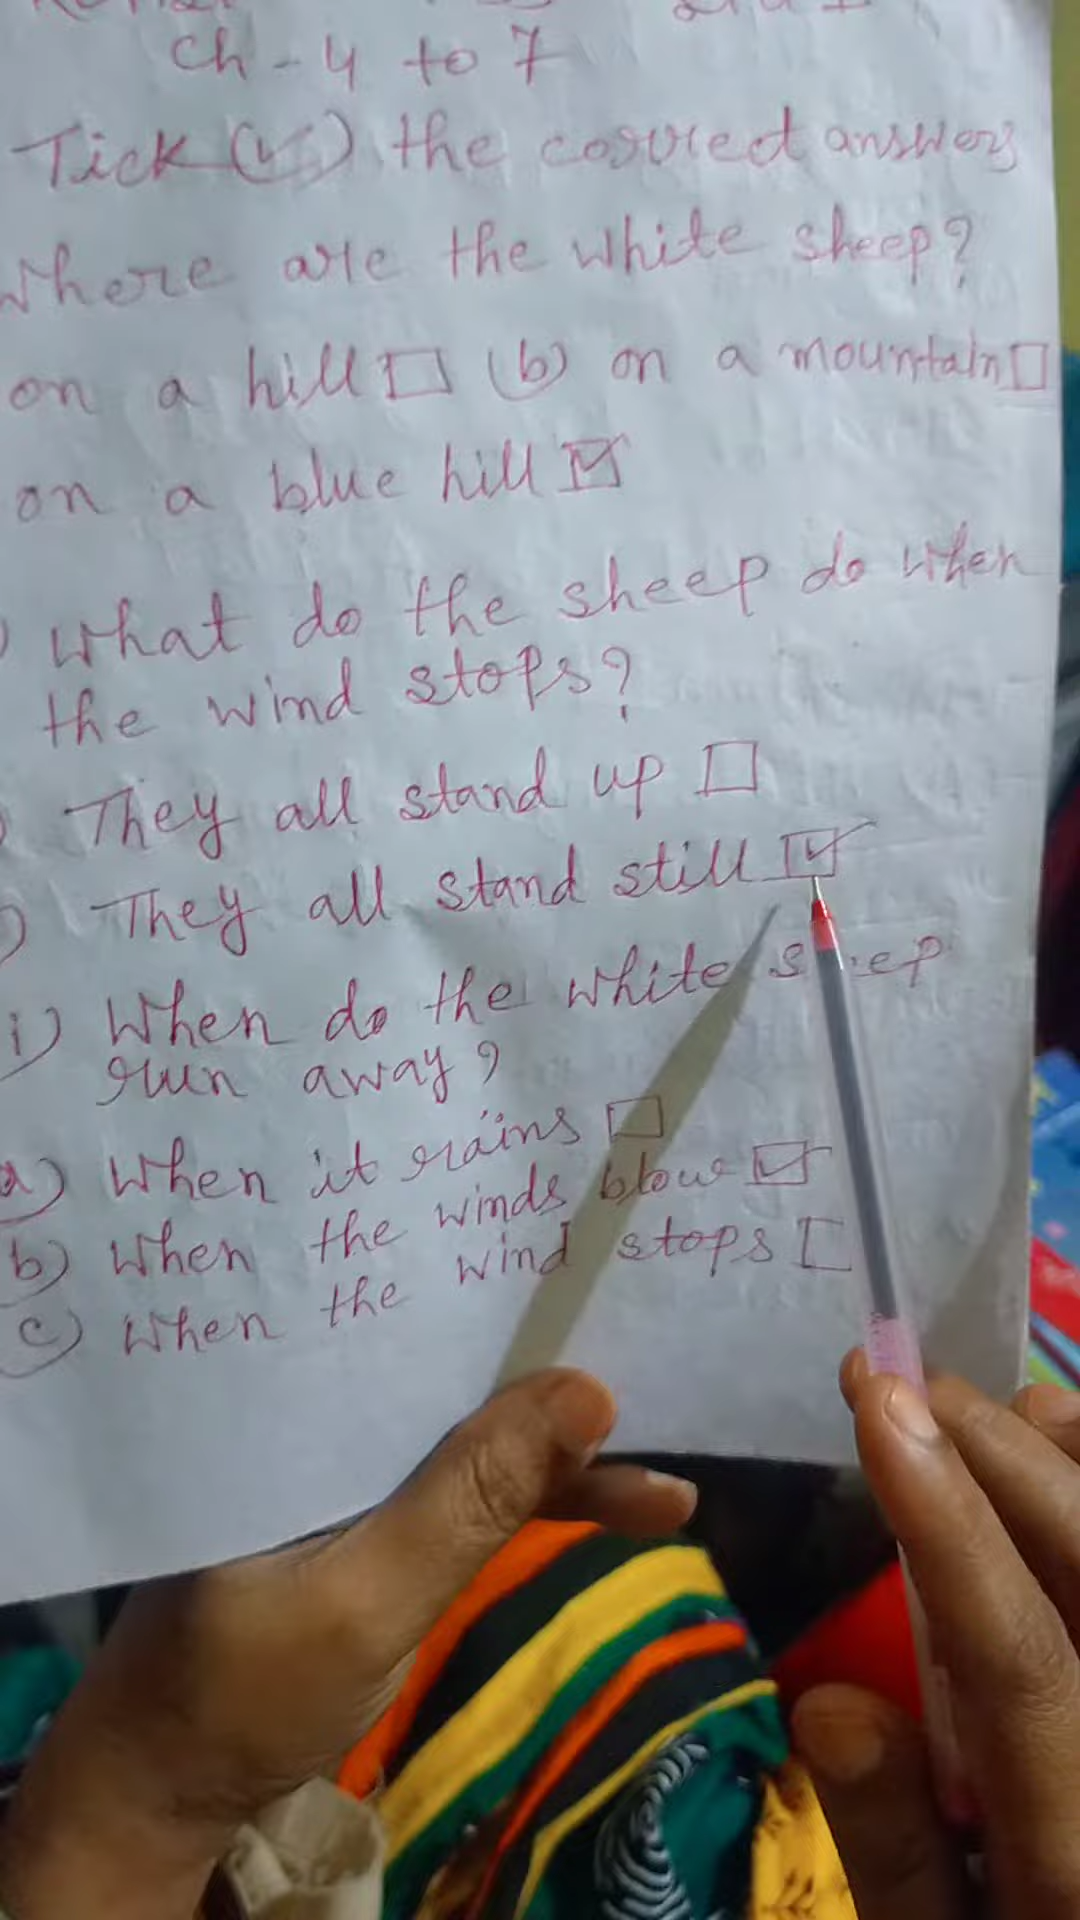 Ch - 4 to 7
Tick (✓) the correct answers
Where are the white sheep?
on a hill □ (b) on a mountain □
on a blue hill ☑
What do the sheep do when
the wind stops?
They all stand up □
They all stand still ☑
i) When do the white sheep
run away?
a) When it rains □
b) When the winds blow ☑
c) When the wind stops □